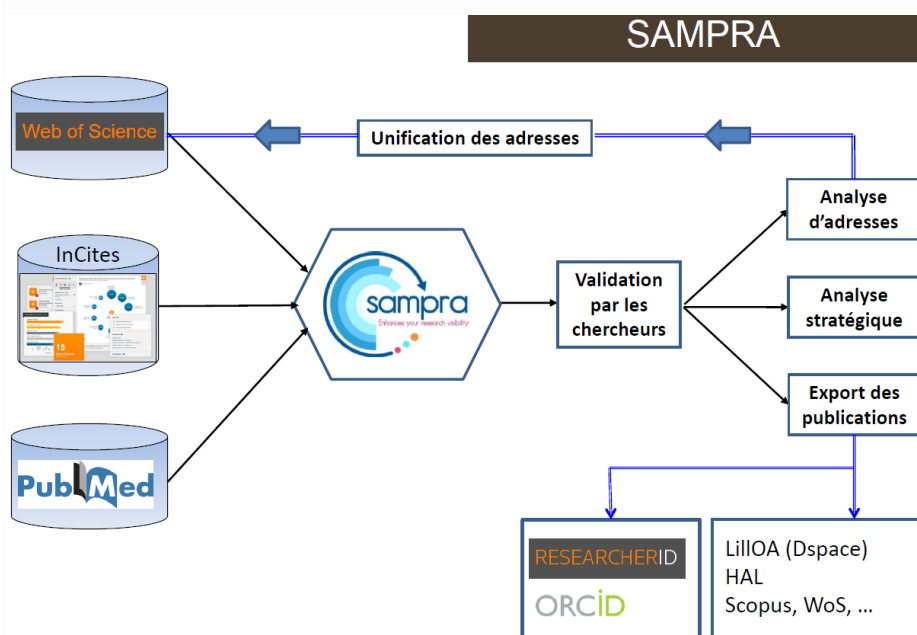 SAMPRA
Web of Science
Unification des adresses
Analyse
d'adresses
InCites
15
sampra
Enhances your research visibility!
Validation
par les
chercheurs
Analyse
stratégique
Export des
publications
PubMed
RESEARCHERID
ORCID
LillOA (Dspace)
HAL
Scopus, WoS, ...